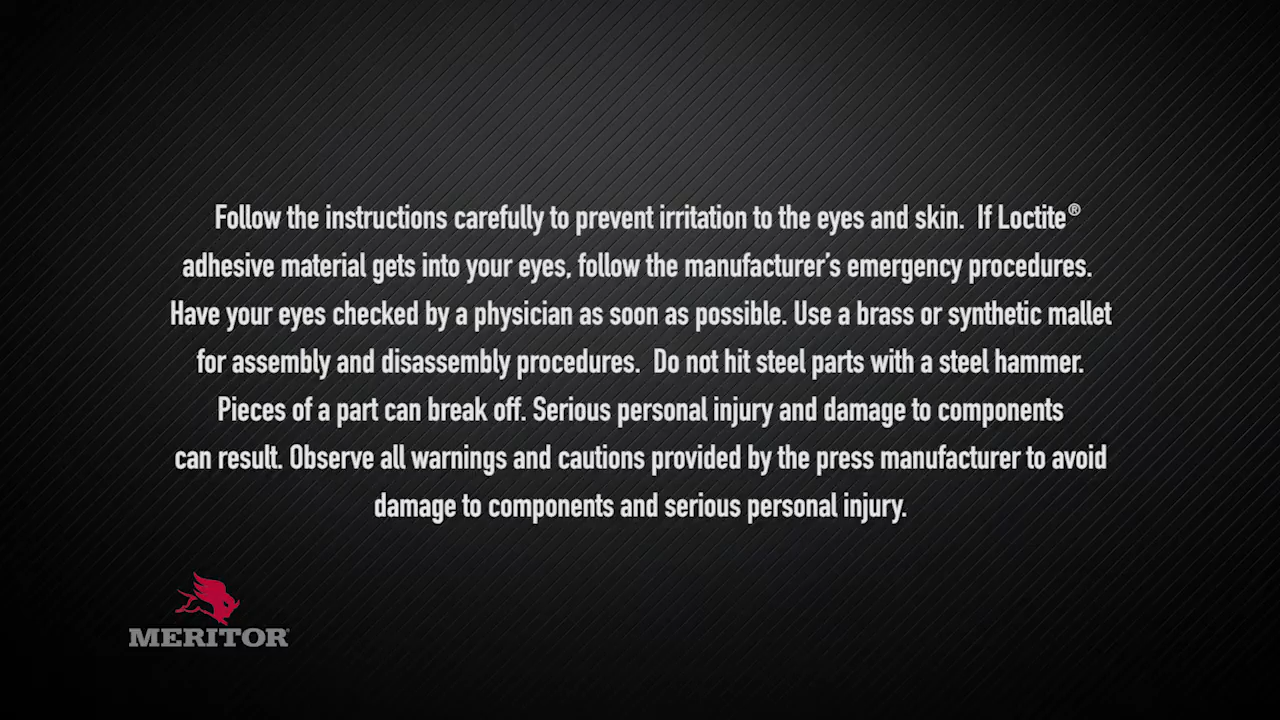 Follow the instructions carefully to prevent irritation to the eyes and skin.  If Loctite®
adhesive material gets into your eyes, follow the manufacturer's emergency procedures.
Have your eyes checked by a physician as soon as possible. Use a brass or synthetic mallet
for assembly and disassembly procedures.  Do not hit steel parts with a steel hammer.
Pieces of a part can break off. Serious personal injury and damage to components
can result. Observe all warnings and cautions provided by the press manufacturer to avoid
damage to components and serious personal injury.
MERITOR